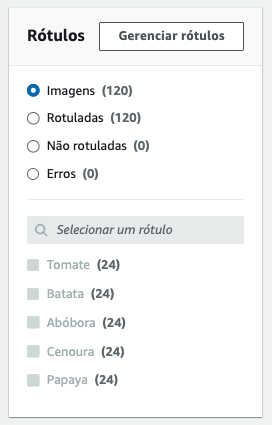 Rótulos
Gerenciar rótulos
Imagens (120)
Rotuladas (120)
Não rotuladas (0)
Erros (0)
Selecionar um rótulo
Tomate (24)
Batata (24)
Abóbora (24)
Cenoura (24)
Papaya (24)